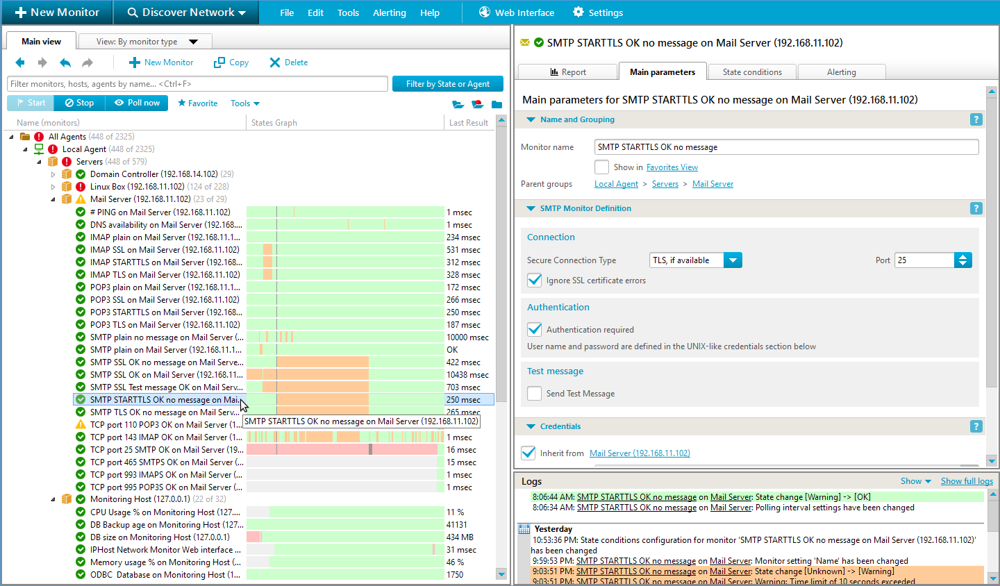 New Monitor
Discover Network
File Edit Tools Alerting Help
Web Interface
Settings
Main view
View: By monitor type
New Monitor
Copy
Delete
Filter monitors, hosts, agents by name... <Ctrl+F>
Filter by State or Agent
Start
Stop
Poll now
Favorite
Tools
Name (monitors) States Graph Last Result
All Agents (448 of 2325)
Local Agent (448 of 2325)
Servers (448 of 579)
Domain Controller (192.168.14.102) (29)
Linux Box (192.168.11.102) (124 of 228)
Mail Server (192.168.11.102) (23 of 29)
# PING on Mail Server (192.168.11.102) 1 msec
DNS availability on Mail Server (192.168.... 1 msec
IMAP plain on Mail Server (192.168.11.1... 234 msec
IMAP SSL on Mail Server (192.168.11.102) 531 msec
IMAP STARTTLS on Mail Server (192.168... 312 msec
IMAP TLS on Mail Server (192.168.11.102) 328 msec
POP3 plain on Mail Server (192.168.11.1... 172 msec
POP3 SSL on Mail Server (192.168.11.102) 266 msec
POP3 STARTTLS on Mail Server (192.168... 250 msec
POP3 TLS on Mail Server (192.168.11.102) 187 msec
SMTP plain no message on Mail Server (... 10000 msec
SMTP plain on Mail Server (192.168.11.1... OK
SMTP SSL OK no message on Mail Serve... 422 msec
SMTP SSL OK on Mail Server (192.168.11... 10438 msec
SMTP SSL Test message OK on Mail Serv... 703 msec
SMTP STARTTLS OK no message on Mai... 250 msec
SMTP TLS OK no message on Mail Serv... 265 msec
SMTP STARTTLS OK no message on Mail Server (192.168.11.102)
TCP port 110 POP3 OK on Mail Server (1...
TCP port 143 IMAP OK on Mail Server (1... 1 msec
TCP port 25 SMTP OK on Mail Server (19... 16 msec
TCP port 465 SMTPS OK on Mail Server (... 15 msec
TCP port 993 IMAPS OK on Mail Server (... 1 msec
TCP port 995 POP3S OK on Mail Server (... 1 msec
Monitoring Host (127.0.0.1) (22 of 32)
CPU Usage % on Monitoring Host (127.... 11 %
DB Backup age on Monitoring Host (127... 41131
DB size on Monitoring Host (127.0.0.1) 434 MB
IPHost Network Monitor Web interface ... 31 msec
Memory usage % on Monitoring Host (... 46 %
ODBC Database on Monitoring Host (1... 1750
SMTP STARTTLS OK no message on Mail Server (192.168.11.102)
Report
Main parameters
State conditions
Alerting
Main parameters for SMTP STARTTLS OK no message on Mail Server (192.168.11.102)
Name and Grouping ?
Monitor name SMTP STARTTLS OK no message
Show in Favorites View
Parent groups Local Agent > Servers > Mail Server
SMTP Monitor Definition ?
Connection
Secure Connection Type TLS, if available Port 25
Ignore SSL certificate errors
Authentication
Authentication required
User name and password are defined in the UNIX-like credentials section below
Test message
Send Test Message
Credentials ?
Inherit from Mail Server (192.168.11.102)
Logs Show Show full logs
8:06:44 AM: SMTP STARTTLS OK no message on Mail Server: State change [Warning] -> [OK]
8:06:34 AM: SMTP STARTTLS OK no message on Mail Server: Polling interval settings have been changed
Yesterday
10:53:36 PM: State conditions configuration for monitor 'SMTP STARTTLS OK no message on Mail Server (192.168.11.102)'
has been changed
9:59:53 PM: SMTP STARTTLS OK no message on Mail Server: Monitor setting 'Name' has been changed
9:03:51 PM: SMTP STARTTLS OK no message on Mail Server: State change [Unknown] -> [Warning]
9:03:51 PM: SMTP STARTTLS OK no message on Mail Server: Warning: Time limit of 10 seconds exceeded